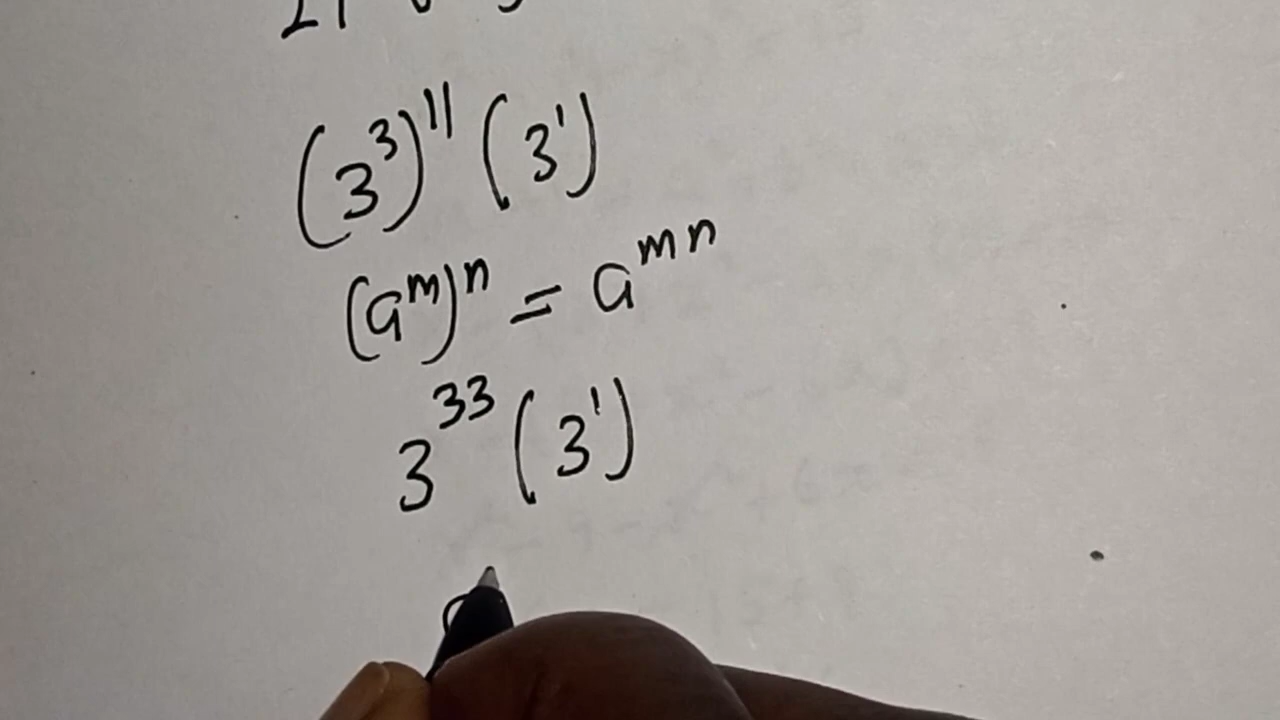 (3³)¹¹ (3¹)
(aᵐ)ⁿ = aᵐⁿ
3³³ (3¹)